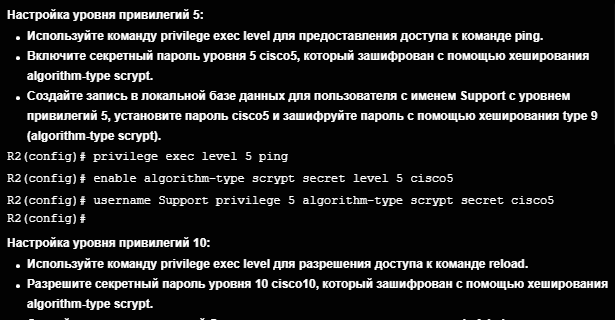 Настройка уровня привилегий 5:
• Используйте команду privilege exec level для предоставления доступа к команде ping.
• Включите секретный пароль уровня 5 cisco5, который зашифрован с помощью хеширования
algorithm-type scrypt.
• Создайте запись в локальной базе данных для пользователя с именем Support с уровнем
привилегий 5, установите пароль cisco5 и зашифруйте пароль с помощью хеширования type 9
(algorithm-type scrypt).
R2(config)# privilege exec level 5 ping
R2(config)# enable algorithm-type scrypt secret level 5 cisco5
R2(config)# username Support privilege 5 algorithm-type scrypt secret cisco5
R2(config)#
Настройка уровня привилегий 10:
• Используйте команду privilege exec level для разрешения доступа к команде reload.
• Разрешите секретный пароль уровня 10 cisco10, который зашифрован с помощью хеширования
algorithm-type scrypt.